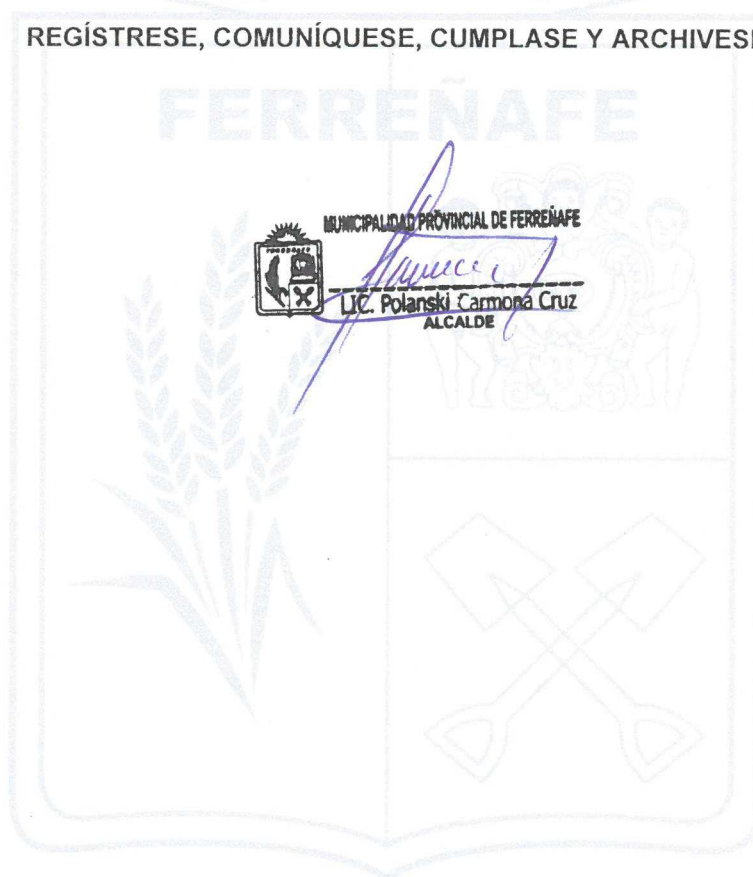 REGÍSTRESE, COMUNÍQUESE, CUMPLASE Y ARCHIVESE
FERREÑAFE
MUNICIPALIDAD PROVINCIAL DE FERREÑAFE
LIC. Polanski Carmona Cruz
ALCALDE